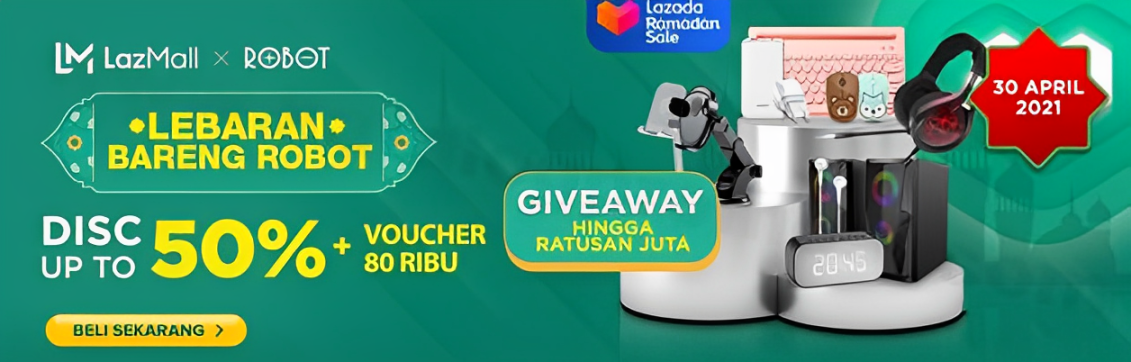 LM LazMall × ROBOT
Lazada
Ramadan
Sale
30 APRIL
2021
LEBARAN
BARENG ROBOT
DISC
UP TO
50%
+
VOUCHER
80 RIBU
GIVEAWAY
HINGGA
RATUSAN JUTA
20:45
BELI SEKARANG >